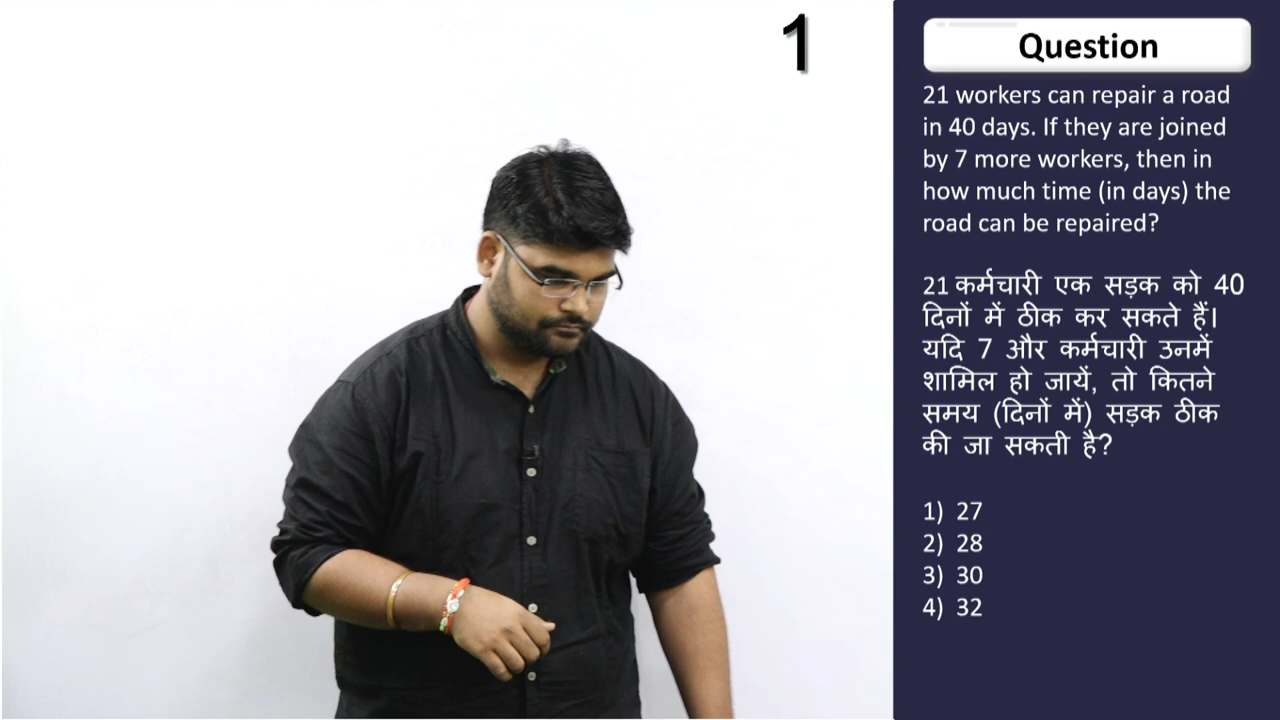 1
Question
21 workers can repair a road
in 40 days. If they are joined
by 7 more workers, then in
how much time (in days) the
road can be repaired?
21 कर्मचारी एक सड़क को 40
दिनों में ठीक कर सकते हैं।
यदि 7 और कर्मचारी उनमें
शामिल हो जायें, तो कितने
समय (दिनों में) सड़क ठीक
की जा सकती है?
1) 27
2) 28
3) 30
4) 32